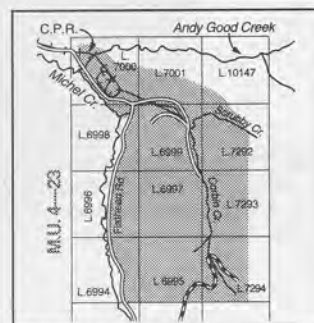 C.P.R.
Andy Good Creek
L.
7000
L.7001
L.10147
Michel Cr.
Scrubby Cr.
L.6998
L.6999
L.7292
L.6996
Flathead Rd
L.6997
Corbin Cr.
L.7293
M.U. 4—23
L.6994
L.6995
L.7294